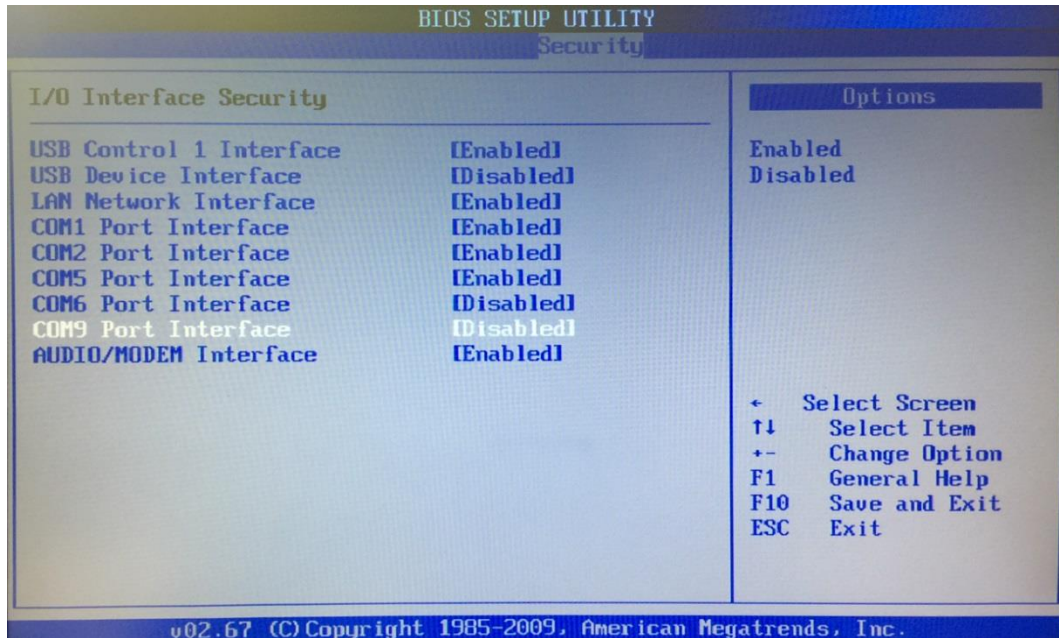 BIOS SETUP UTILITY
Security
I/O Interface Security
USB Control 1 Interface [Enabled]
USB Device Interface [Disabled]
LAN Network Interface [Enabled]
COM1 Port Interface [Enabled]
COM2 Port Interface [Enabled]
COM5 Port Interface [Enabled]
COM6 Port Interface [Disabled]
COM9 Port Interface [Disabled]
AUDIO/MODEM Interface [Enabled]
Options
Enabled
Disabled
← Select Screen
↑↓ Select Item
+- Change Option
F1 General Help
F10 Save and Exit
ESC Exit
v02.67 (C)Copyright 1985-2009, American Megatrends, Inc.